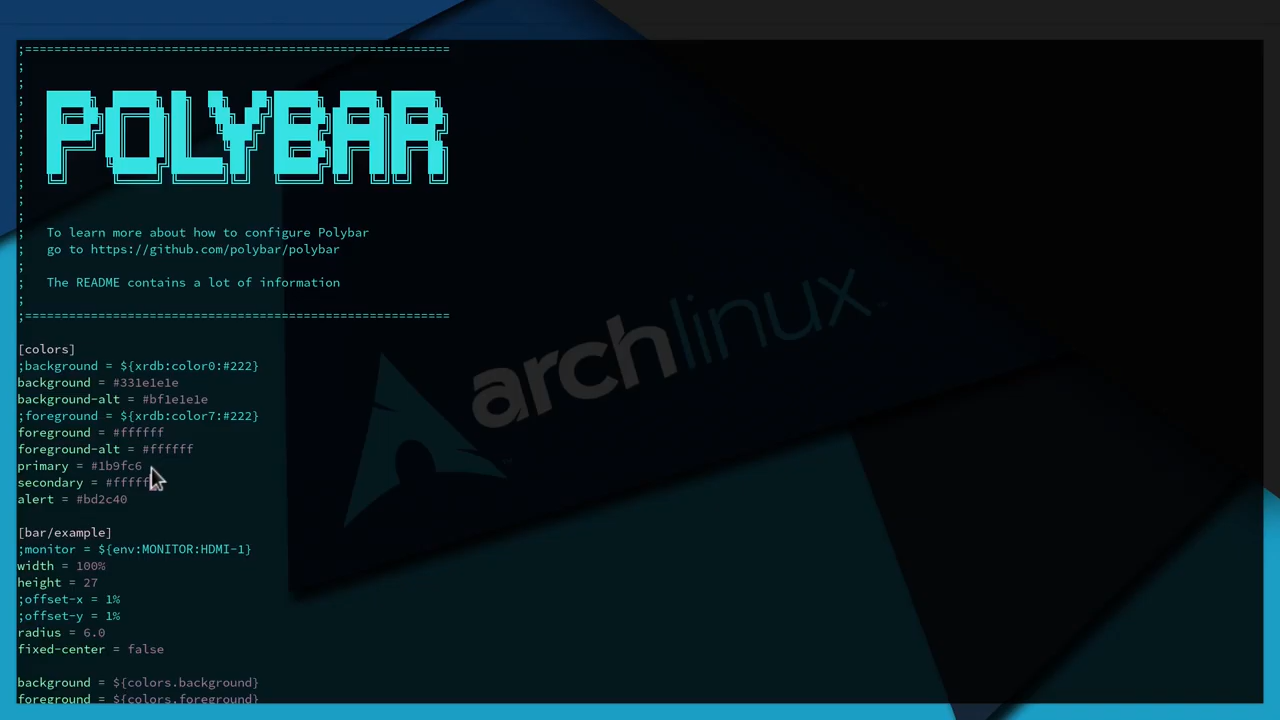 ;==========================================================
;
;
;   POLYBAR
;
;
;   To learn more about how to configure Polybar
;   go to https://github.com/polybar/polybar
;
;   The README contains a lot of information
;
;==========================================================

[colors]
;background = ${xrdb:color0:#222}
background = #331e1e1e
background-alt = #bf1e1e1e
;foreground = ${xrdb:color7:#222}
foreground = #ffffff
foreground-alt = #ffffff
primary = #1b9fc6
secondary =
alert = #bd2c40

[bar/example]
;monitor = ${env:MONITOR:HDMI-1}
width = 100%
height = 27
;offset-x = 1%
;offset-y = 1%
radius = 6.0
fixed-center = false

background = ${colors.background}
foreground = ${colors.foreground}
archlinux